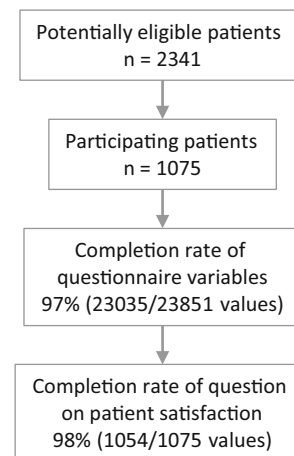 Potentially eligible patients
n = 2341
Participating patients
n = 1075
Completion rate of
questionnaire variables
97% (23035/23851 values)
Completion rate of question
on patient satisfaction
98% (1054/1075 values)